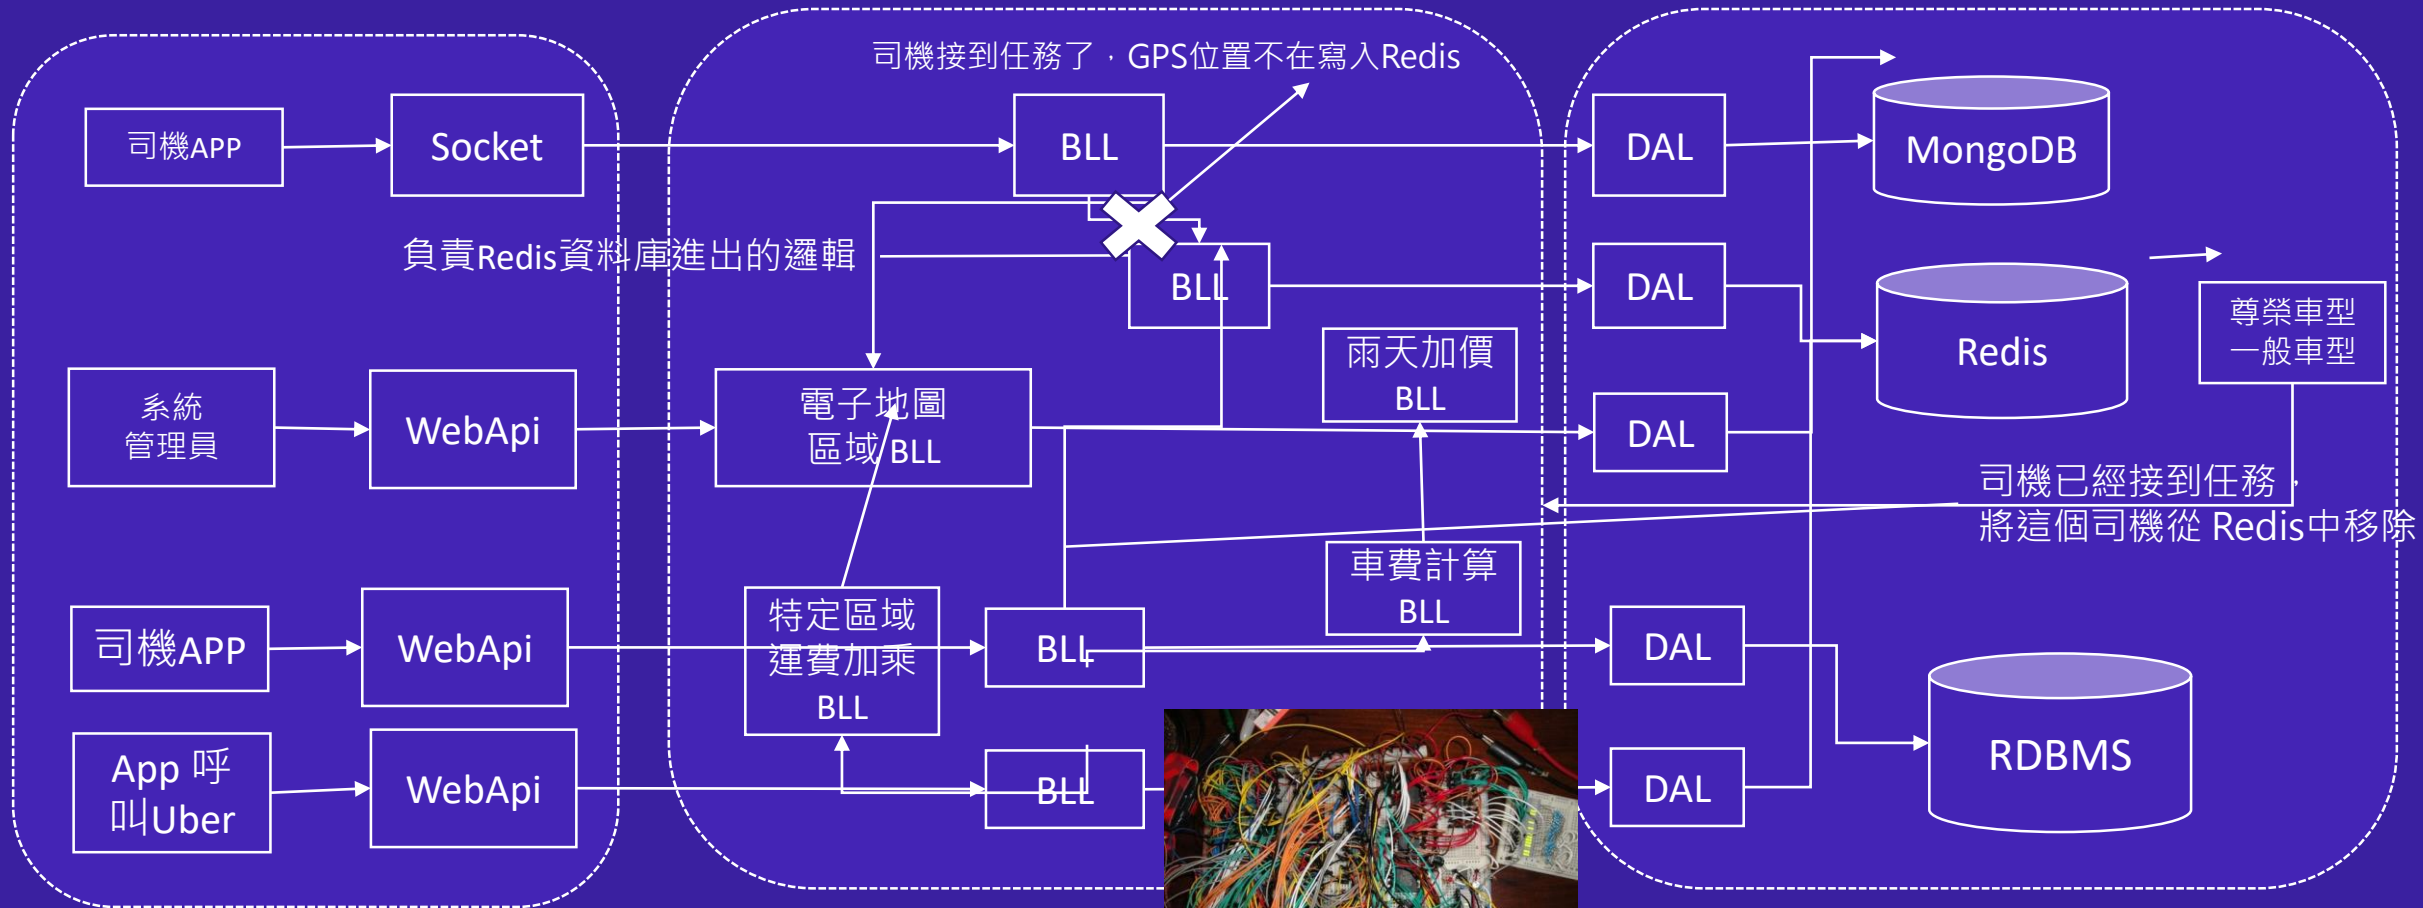 司機接到任務了，GPS位置不在寫入Redis
司機APP
Socket
BLL
DAL
MongoDB
負責Redis資料庫進出的邏輯
BLL
DAL
Redis
尊榮車型
一般車型
雨天加價
BLL
系統
管理員
WebApi
電子地圖
區域 BLL
DAL
司機已經接到任務，
將這個司機從 Redis中移除
車費計算
BLL
司機APP
WebApi
特定區域
運費加乘
BLL
BLL
DAL
RDBMS
App 呼
叫Uber
WebApi
BLL
DAL